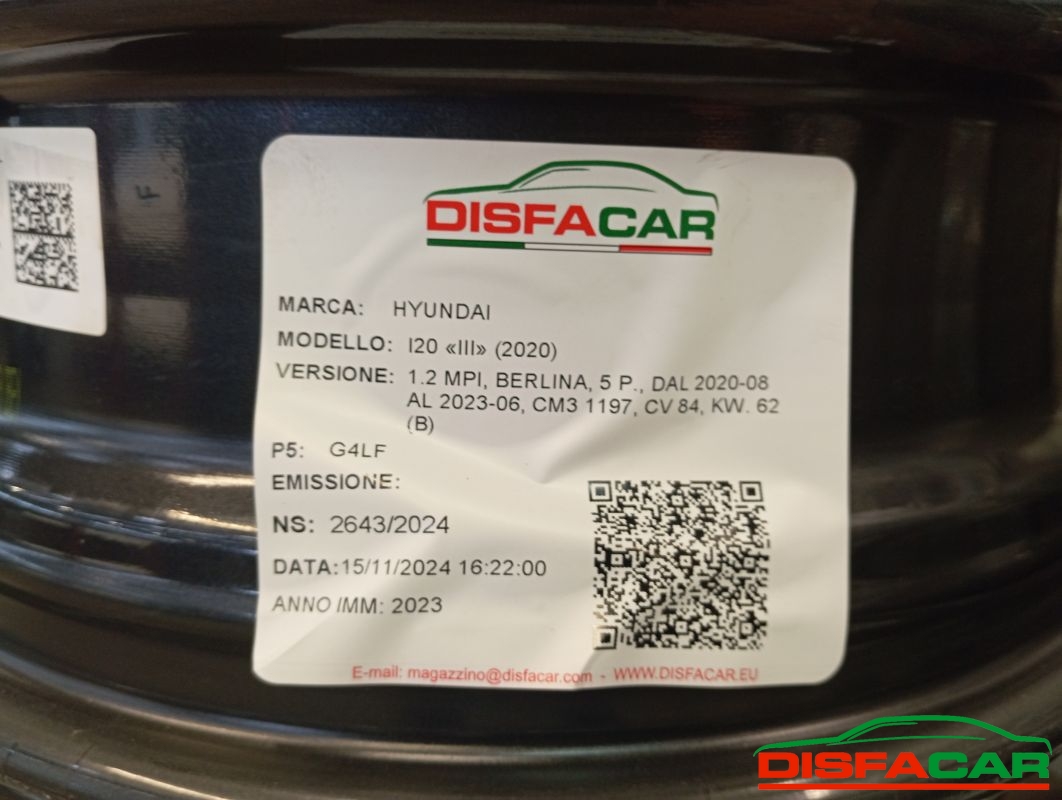 DISFACAR
MARCA: HYUNDAI
MODELLO: I20 «III» (2020)
VERSIONE: 1.2 MPI, BERLINA, 5 P., DAL 2020-08
AL 2023-06, CM3 1197, CV 84, KW. 62
(B)
P5: G4LF
EMISSIONE:
NS: 2643/2024
DATA:15/11/2024 16:22:00
ANNO IMM: 2023
E-mail: magazzino@disfacar.com - WWW.DISFACAR.EU
DISFACAR